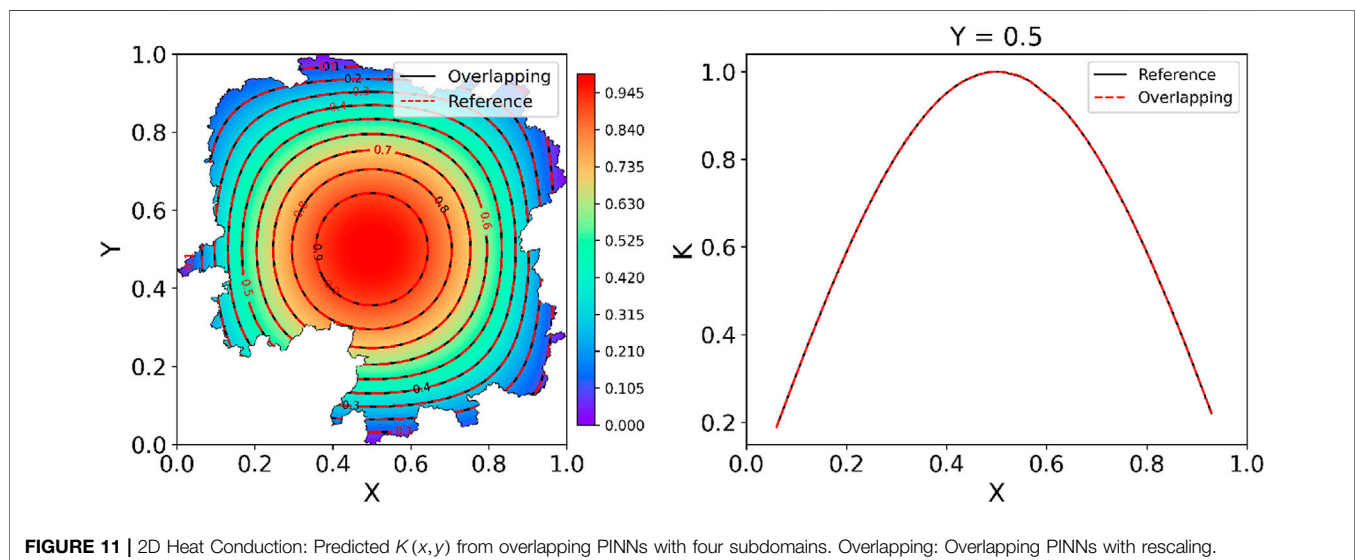 1.0
0.8
0.6
0.4
0.2
0.0
Y
0.0 0.2 0.4 0.6 0.8 1.0
X
Overlapping
Reference
0.1
0.2
0.3
0.4
0.7
0.8
0.6
0.9
0.5
0.4
0.3
0.1
0.945
0.840
0.735
0.630
0.525
0.420
0.315
0.210
0.105
0.000
Y = 0.5
Reference
Overlapping
1.0
0.8
0.6
0.4
0.2
K
0.0 0.2 0.4 0.6 0.8 1.0
X
FIGURE 11 | 2D Heat Conduction: Predicted K(x,y) from overlapping PINNs with four subdomains. Overlapping: Overlapping PINNs with rescaling.